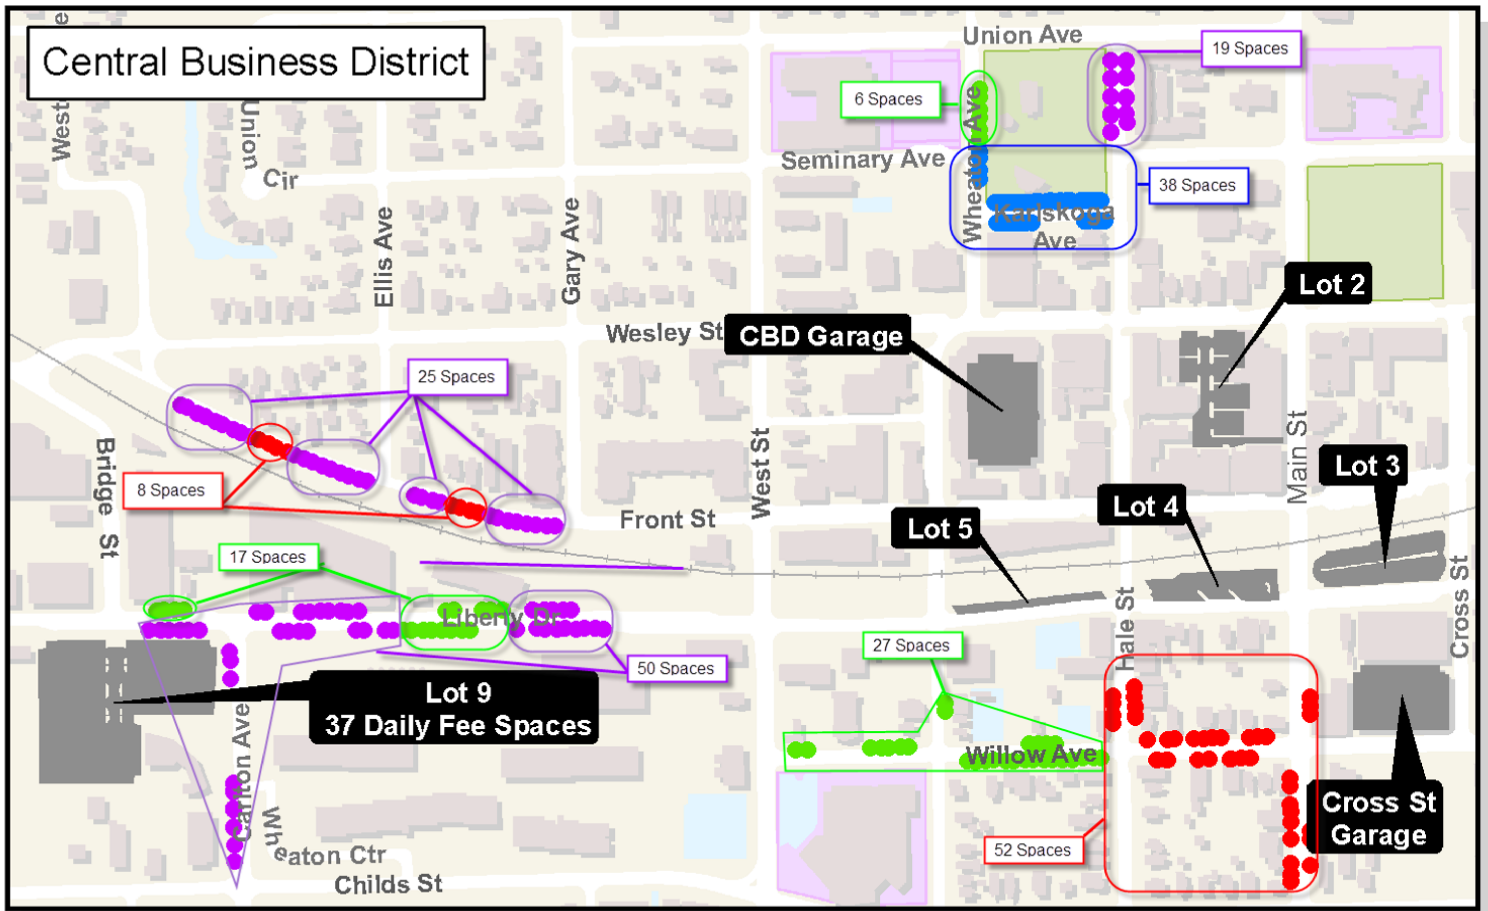 Central Business District
West
e
Union Ave
19 Spaces
6 Spaces
Union
Cir
Seminary Ave
Wheaton Ave
38 Spaces
Karlskoga
Ave
Ellis Ave
Gary Ave
Lot 2
Wesley St
CBD Garage
25 Spaces
Bridge St
8 Spaces
West St
Main St
Lot 3
Front St
Lot 4
Lot 5
17 Spaces
Liberty Dr
Hale St
Cross St
27 Spaces
50 Spaces
Lot 9
37 Daily Fee Spaces
Carlton Ave
Willow Ave
Cross St
Garage
52 Spaces
Wheaton Ctr
Childs St